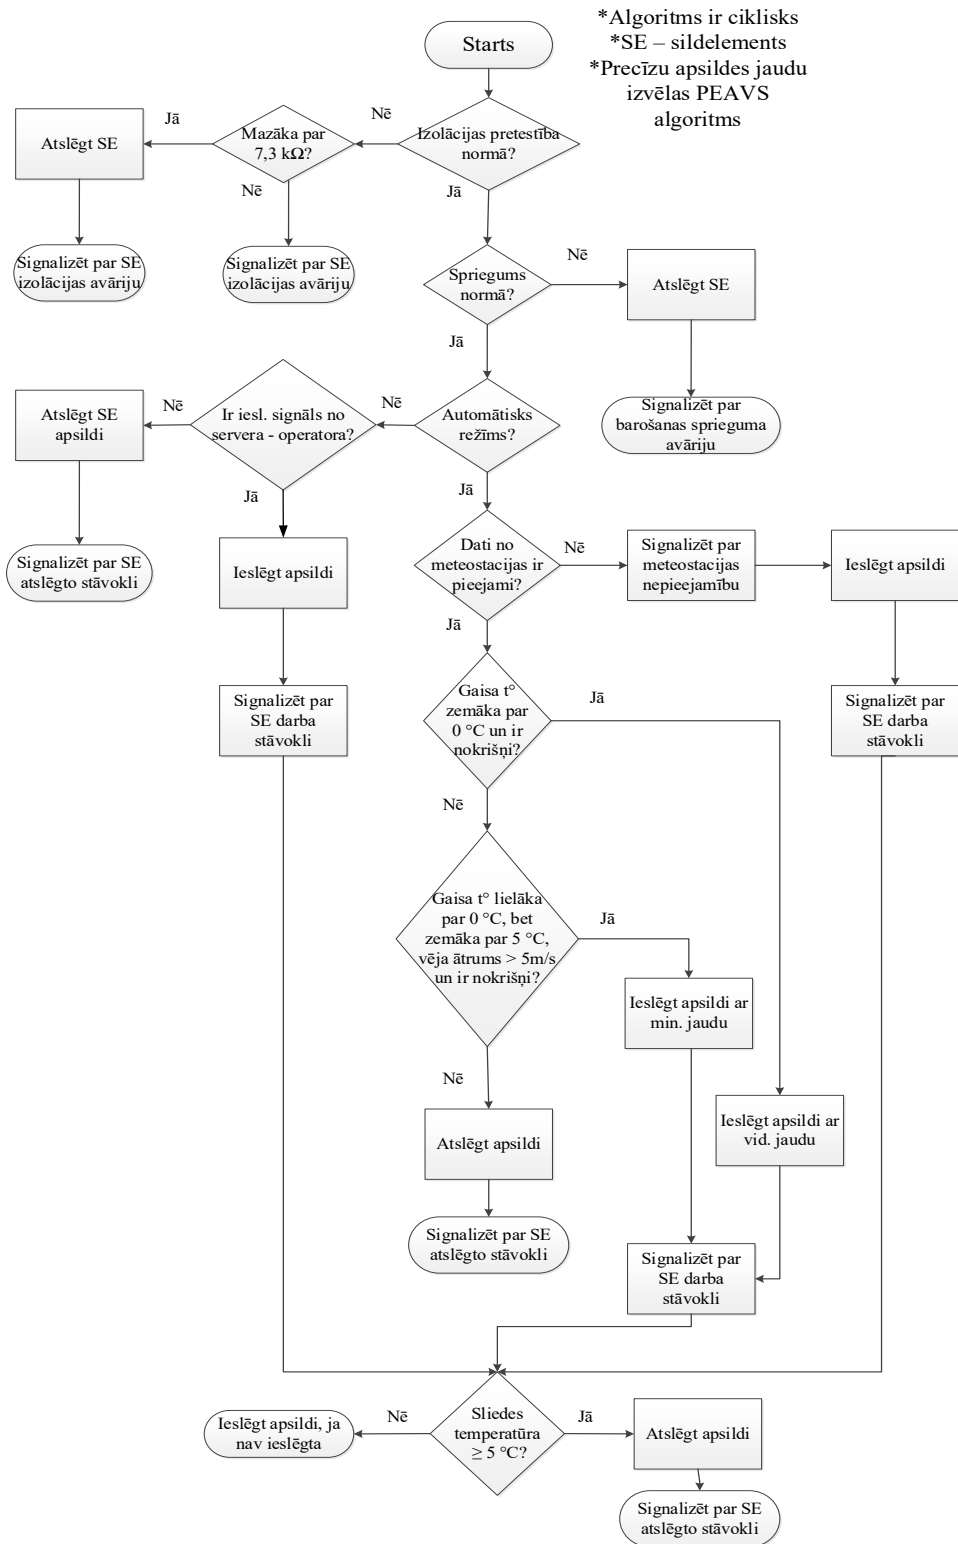 *Algoritms ir ciklisks
*SE – sildelements
*Precīzu apsildes jaudu
izvēlas PEAVS
algoritms
Starts
Izolācijas pretestība
normā?
Nē
Mazāka par
7,3 kΩ?
Jā
Atslēgt SE
Nē
Jā
Signalizēt par SE
izolācijas avāriju
Signalizēt par SE
izolācijas avāriju
Spriegums
normā?
Nē
Atslēgt SE
Jā
Signalizēt par
barošanas sprieguma
avāriju
Automātisks
režīms?
Nē
Ir iesl. signāls no
servera - operatora?
Nē
Atslēgt SE
apsildi
Jā
Jā
Signalizēt par SE
atslēgto stāvokli
Ieslēgt apsildi
Dati no
meteostacijas ir
pieejami?
Nē
Signalizēt par
meteostacijas
nepieejamību
Ieslēgt apsildi
Jā
Signalizēt par
SE darba
stāvokli
Gaisa t°
zemāka par
0 °C un ir
nokrišņi?
Jā
Signalizēt par
SE darba
stāvokli
Nē
Gaisa t° lielāka
par 0 °C, bet
zemāka par 5 °C,
vēja ātrums > 5m/s
un ir nokrišņi?
Jā
Ieslēgt apsildi ar
min. jaudu
Nē
Ieslēgt apsildi ar
vid. jaudu
Atslēgt apsildi
Signalizēt par SE
atslēgto stāvokli
Signalizēt par
SE darba
stāvokli
Sliedes
temperatūra
≥ 5 °C?
Nē
Ieslēgt apsildi, ja
nav ieslēgta
Jā
Atslēgt apsildi
Signalizēt par SE
atslēgto stāvokli